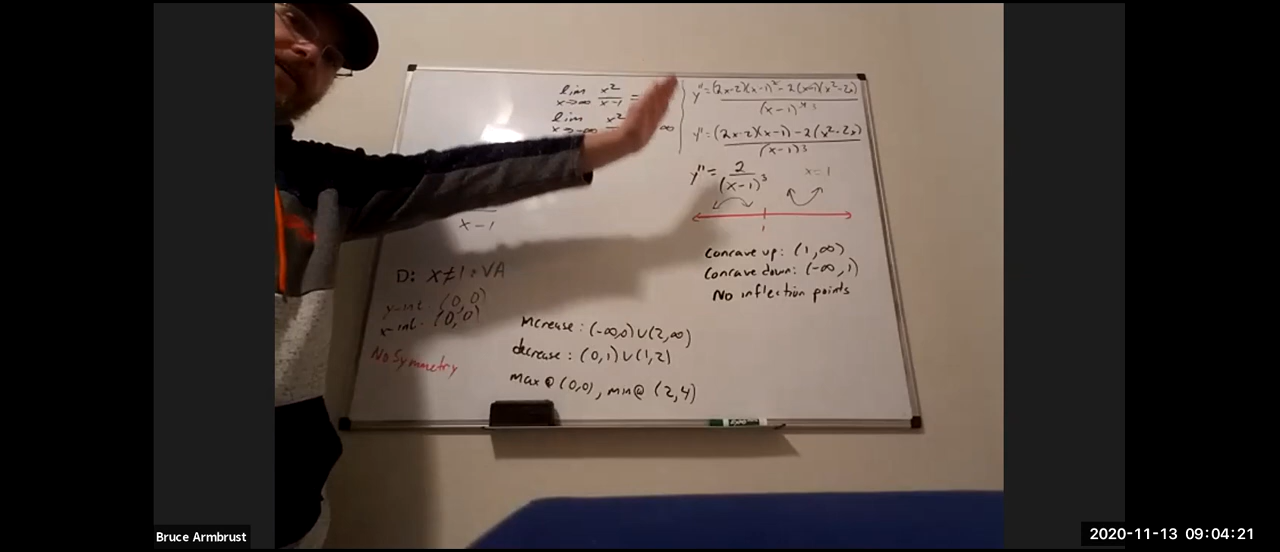 lim x→∞ x²/x-1 =
lim x→-∞ x² ∞
x-1
D: x≠1 : VA
y-int. (0,0)
x-int. (0,0)
No Symmetry
increase: (-∞,0)∪(2,∞)
decrease: (0,1)∪(1,2)
max @ (0,0), min @ (2,4)
y"=(2x-2)(x-1)²-2(x-1)(x²-2x)/(x-1)⁴ ³
y"=(2x-2)(x-1)-2(x²-2x)/(x-1)³
y"= 2/(x-1)³ x=1
1
Concave up: (1,∞)
Concave down: (-∞,1)
No inflection points
Bruce Armbrust
2020-11-13 09:04:21